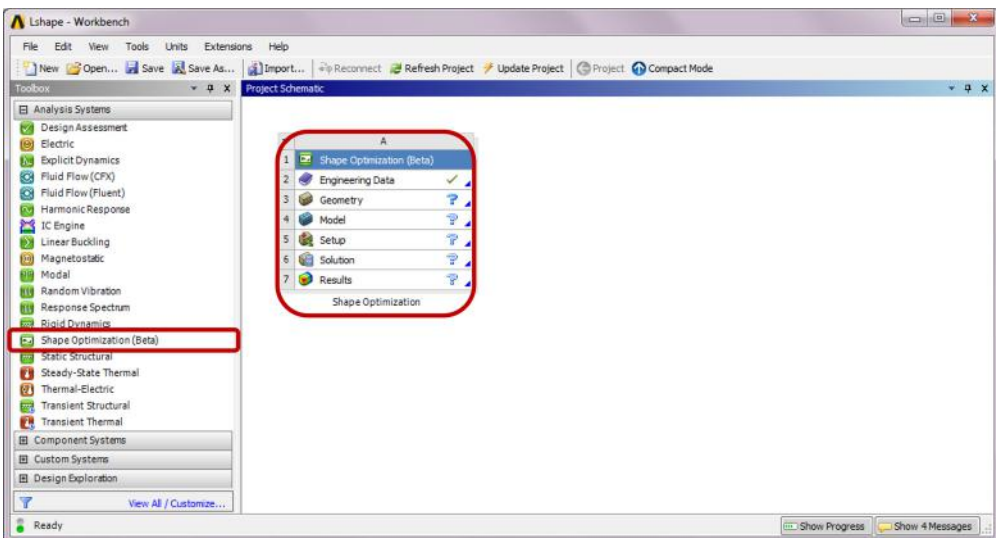 Lshape - Workbench
File Edit View Tools Units Extensions Help
New Open... Save Save As... Import... Reconnect Refresh Project Update Project Project Compact Mode
Toolbox
Analysis Systems
Design Assessment
Electric
Explicit Dynamics
Fluid Flow (CFX)
Fluid Flow (Fluent)
Harmonic Response
IC Engine
Linear Buckling
Magnetostatic
Modal
Random Vibration
Response Spectrum
Rigid Dynamics
Shape Optimization (Beta)
Static Structural
Steady-State Thermal
Thermal-Electric
Transient Structural
Transient Thermal
Component Systems
Custom Systems
Design Exploration
View All / Customize...
Project Schematic
A
1 Shape Optimization (Beta)
2 Engineering Data
3 Geometry
4 Model
5 Setup
6 Solution
7 Results
Shape Optimization
Ready
Show Progress Show 4 Messages